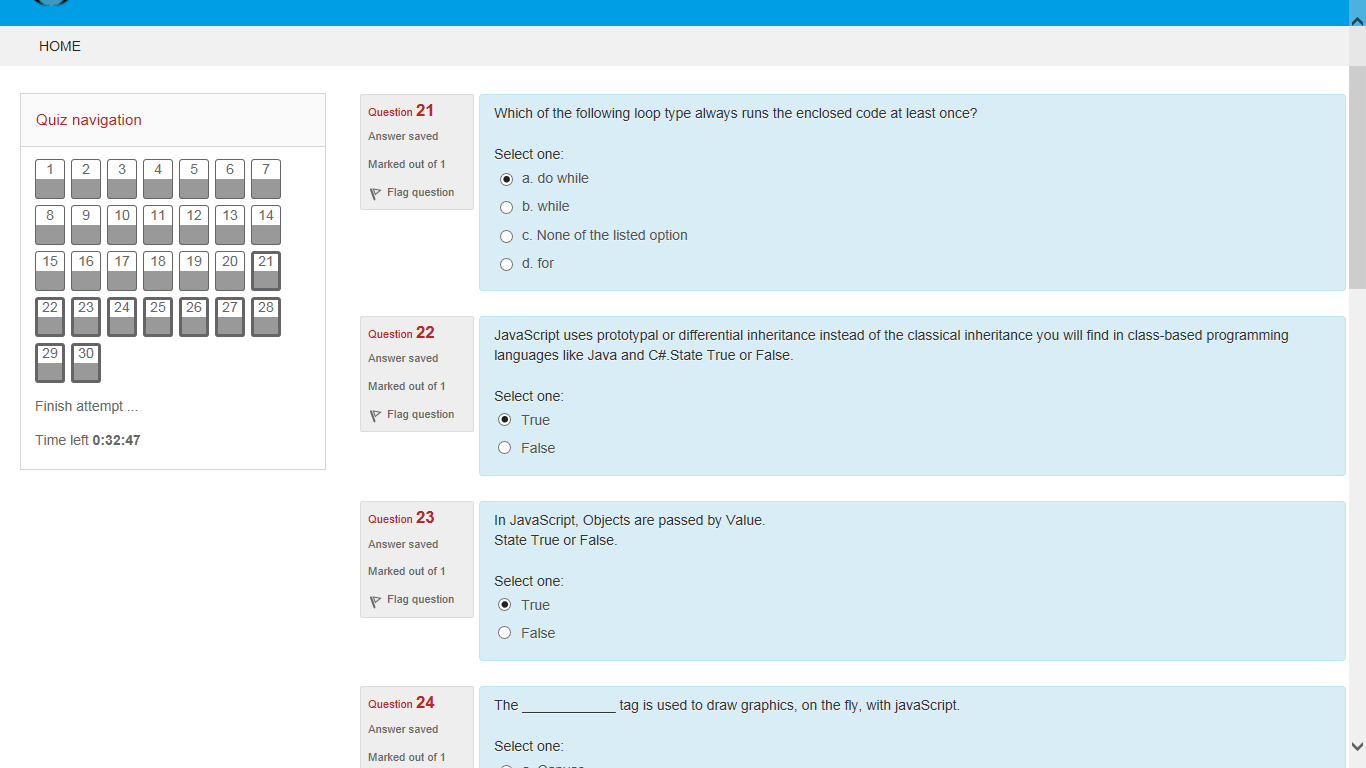 HOME
Quiz navigation
1 2 3 4 5 6 7
8 9 10 11 12 13 14
15 16 17 18 19 20 21
22 23 24 25 26 27 28
29 30
Finish attempt ...
Time left 0:32:47
Question 21
Answer saved
Marked out of 1
Flag question
Which of the following loop type always runs the enclosed code at least once?
Select one:
a. do while
b. while
c. None of the listed option
d. for
Question 22
Answer saved
Marked out of 1
Flag question
JavaScript uses prototypal or differential inheritance instead of the classical inheritance you will find in class-based programming
languages like Java and C#.State True or False.
Select one:
True
False
Question 23
Answer saved
Marked out of 1
Flag question
In JavaScript, Objects are passed by Value.
State True or False.
Select one:
True
False
Question 24
Answer saved
Marked out of 1
The ____________ tag is used to draw graphics, on the fly, with javaScript.
Select one: